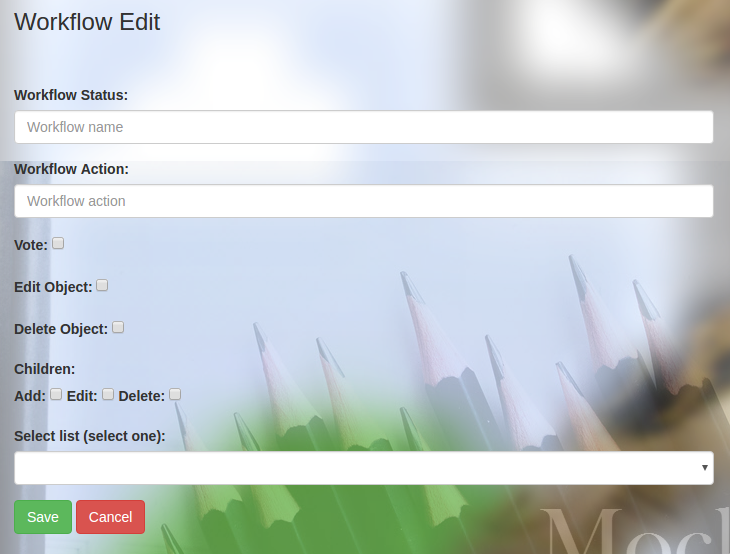 Workflow Edit
Workflow Status:
Workflow name
Workflow Action:
Workflow action
Vote:
Edit Object:
Delete Object:
Children:
Add: Edit: Delete:
Select list (select one):
Save Cancel